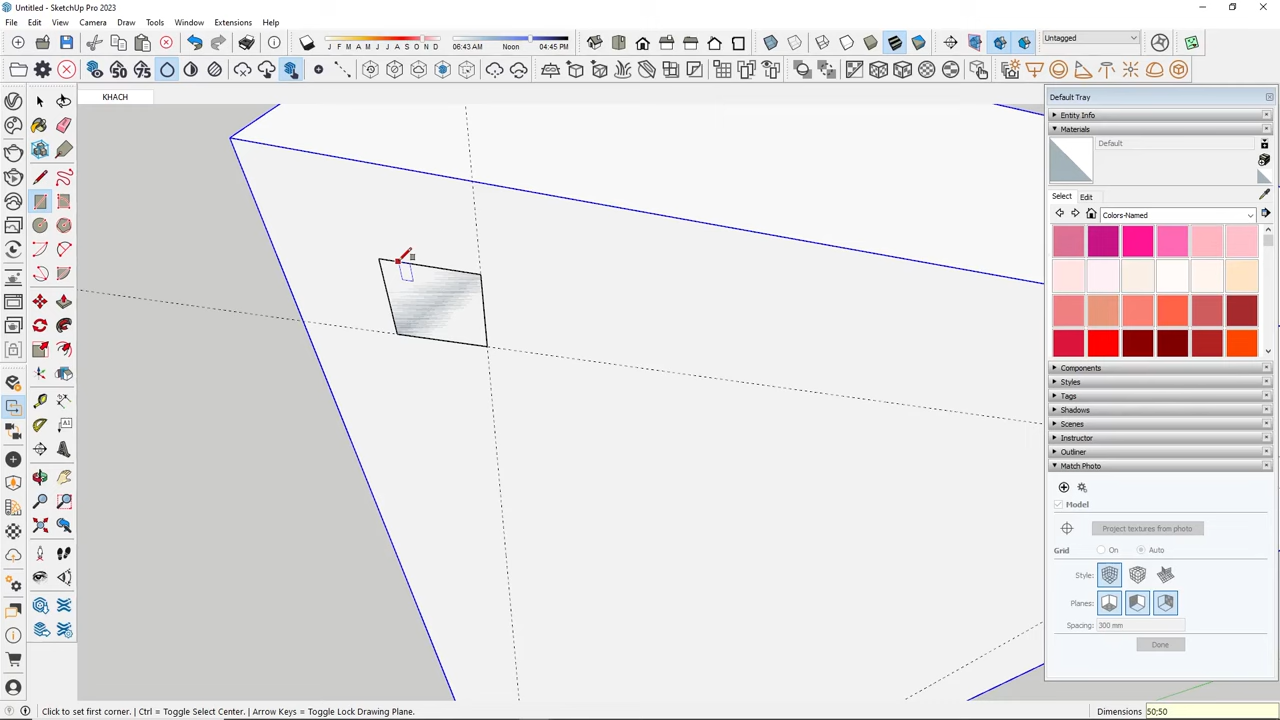 Untitled - SketchUp Pro 2023
File Edit View Camera Draw Tools Window Extensions Help
J F M A M J J A S O N D 06:43 AM Noon 04:45 PM Untagged
50 75
KHACH
Default Tray
Entity Info
Materials
Default
Select Edit
Colors-Named
Components
Styles
Tags
Shadows
Scenes
Instructor
Outliner
Match Photo
Model
Project textures from photo
Grid On Auto
Style:
Planes:
Spacing: 300 mm
Done
Click to set first corner. | Ctrl = Toggle Select Center. | Arrow Keys = Toggle Lock Drawing Plane. Dimensions 50;50